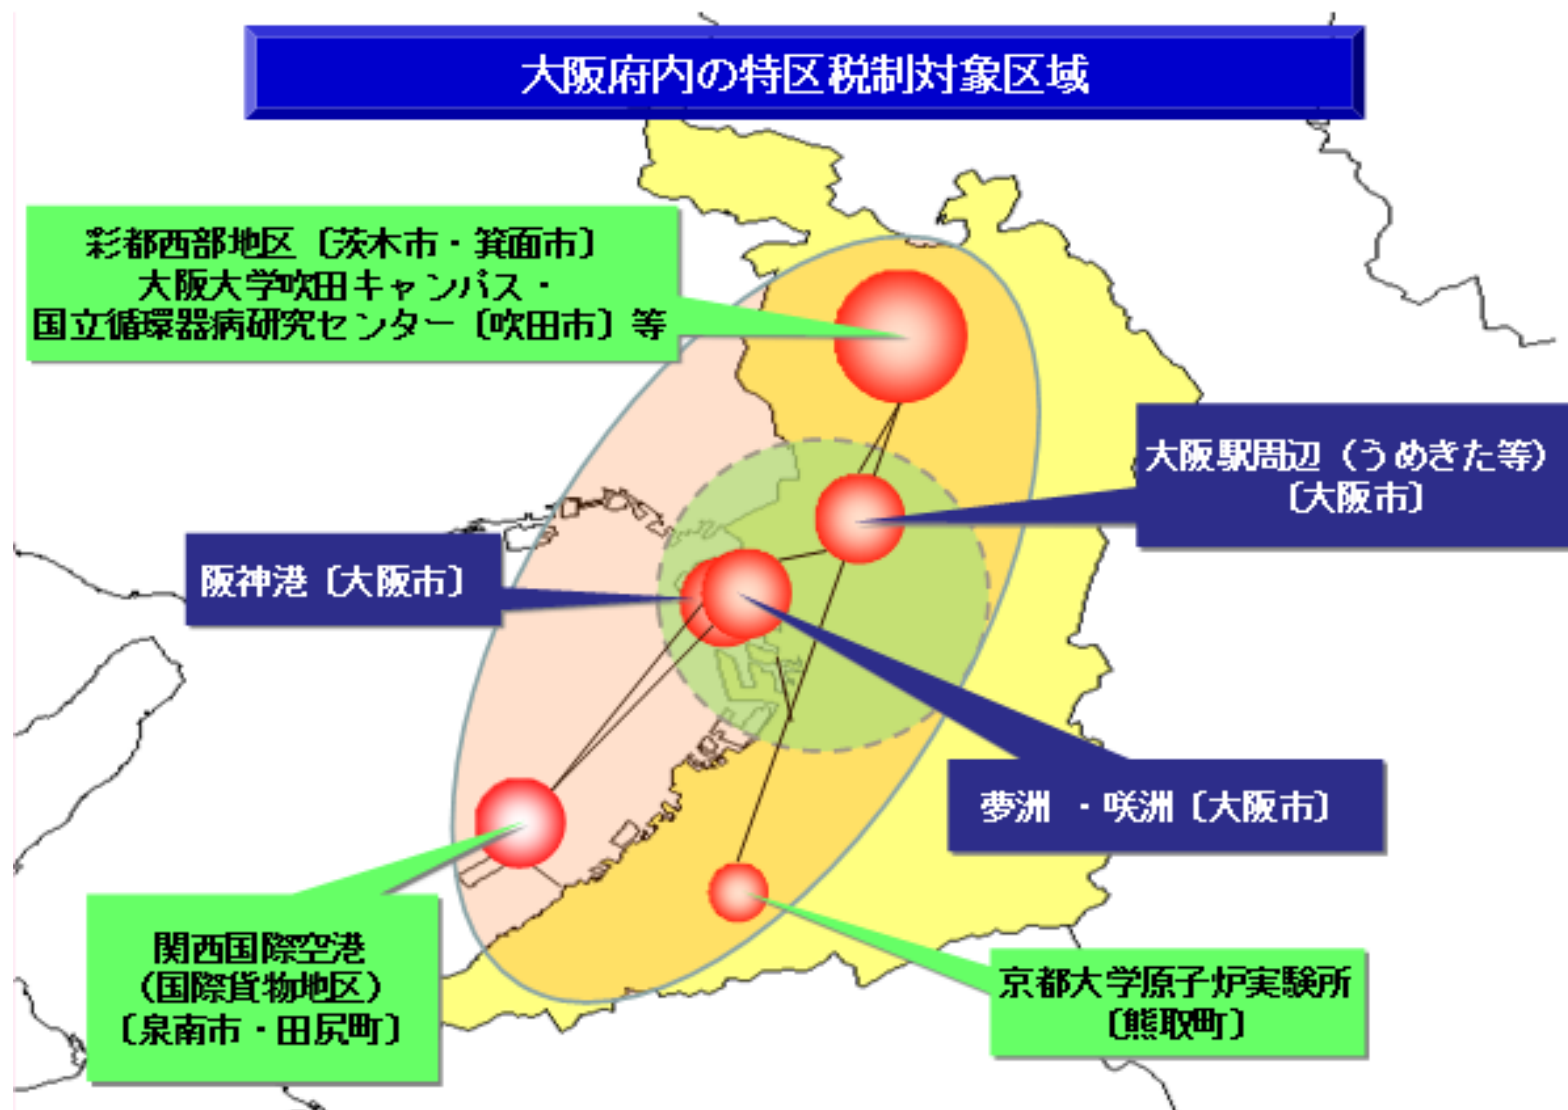 大阪府内の特区税制対象区域
彩都西部地区〔茨木市・箕面市〕
大阪大学吹田キャンパス・
国立循環器病研究センター〔吹田市〕等
大阪駅周辺（うめきた等）
〔大阪市〕
阪神港〔大阪市〕
夢洲 ・咲洲〔大阪市〕
関西国際空港
（国際貨物地区）
〔泉南市・田尻町〕
京都大学原子炉実験所
〔熊取町〕